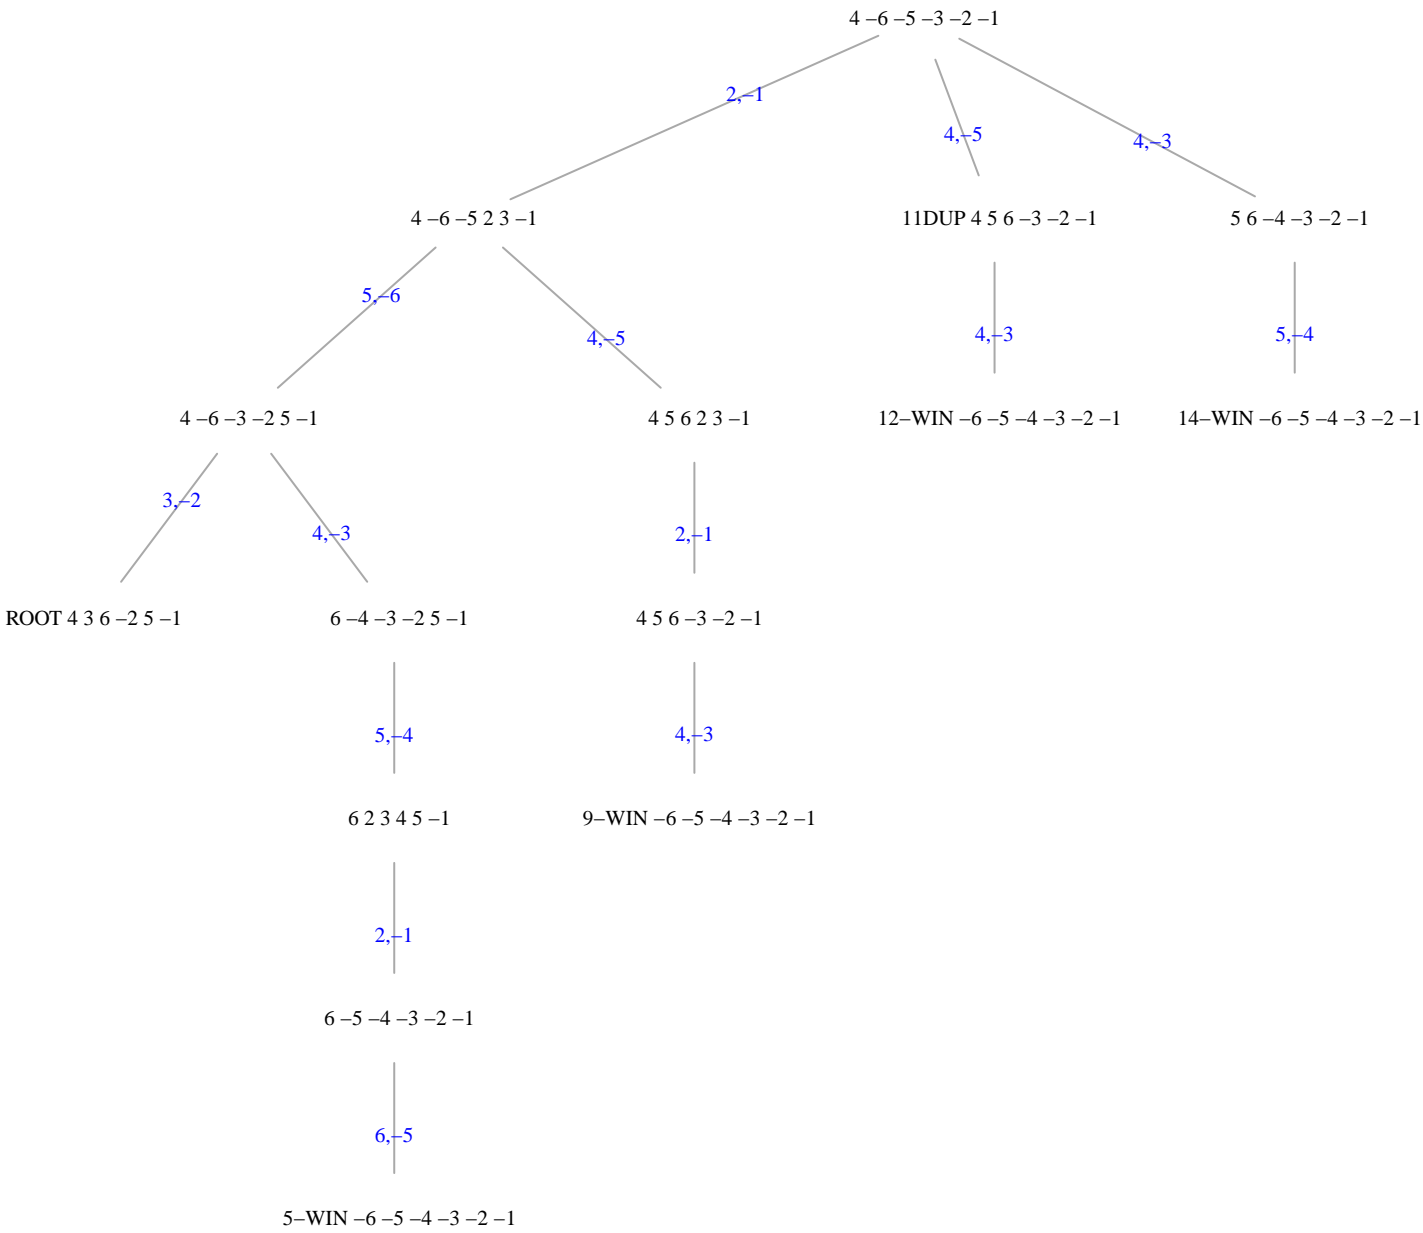 4 –6 –5 –3 –2 –1
2,–1
4,–5
4,–3
4 –6 –5 2 3 –1
11DUP 4 5 6 –3 –2 –1
5 6 –4 –3 –2 –1
5,–6
4,–5
4,–3
5,–4
4 –6 –3 –2 5 –1
4 5 6 2 3 –1
12–WIN –6 –5 –4 –3 –2 –1
14–WIN –6 –5 –4 –3 –2 –1
3,–2
4,–3
2,–1
ROOT 4 3 6 –2 5 –1
6 –4 –3 –2 5 –1
4 5 6 –3 –2 –1
5,–4
4,–3
6 2 3 4 5 –1
9–WIN –6 –5 –4 –3 –2 –1
2,–1
6 –5 –4 –3 –2 –1
6,–5
5–WIN –6 –5 –4 –3 –2 –1